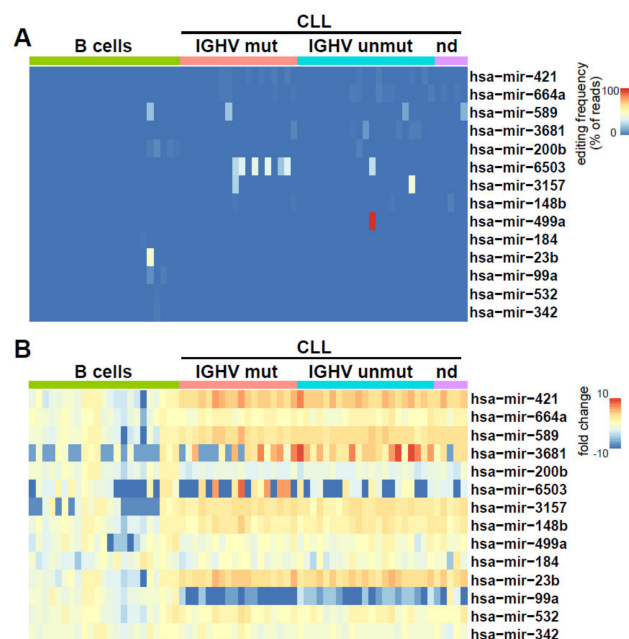 CLL
A
B cells
IGHV mut
IGHV unmut
nd
hsa-mir-421
hsa-mir-664a
hsa-mir-589
hsa-mir-3681
hsa-mir-200b
hsa-mir-6503
hsa-mir-3157
hsa-mir-148b
hsa-mir-499a
hsa-mir-184
hsa-mir-23b
hsa-mir-99a
hsa-mir-532
hsa-mir-342
editing frequency
(% of reads)
100
0
CLL
B
B cells
IGHV mut
IGHV unmut
nd
hsa-mir-421
hsa-mir-664a
hsa-mir-589
hsa-mir-3681
hsa-mir-200b
hsa-mir-6503
hsa-mir-3157
hsa-mir-148b
hsa-mir-499a
hsa-mir-184
hsa-mir-23b
hsa-mir-99a
hsa-mir-532
hsa-mir-342
fold change
10
-10